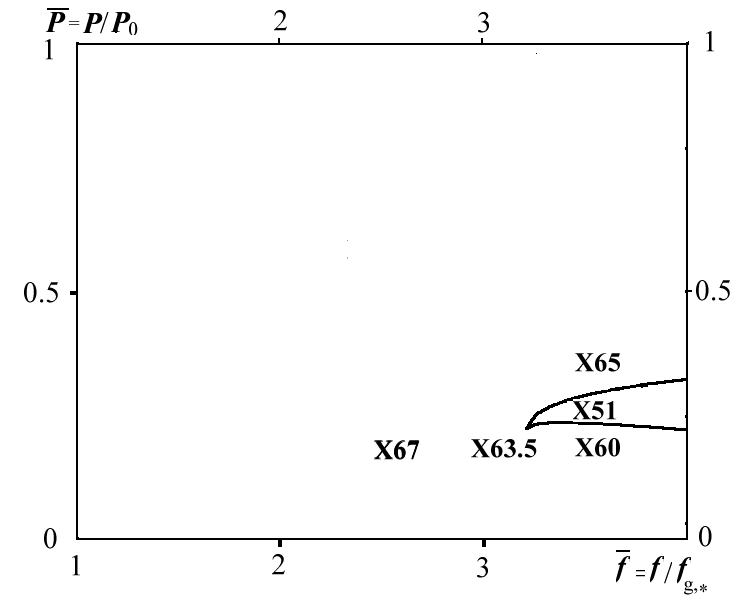 P̅ = P/P₀ 2 3
1 1
0.5 0.5
X65
X51
X67 X63.5 X60
0 0
1 2 3 f̅ = f/f g,*